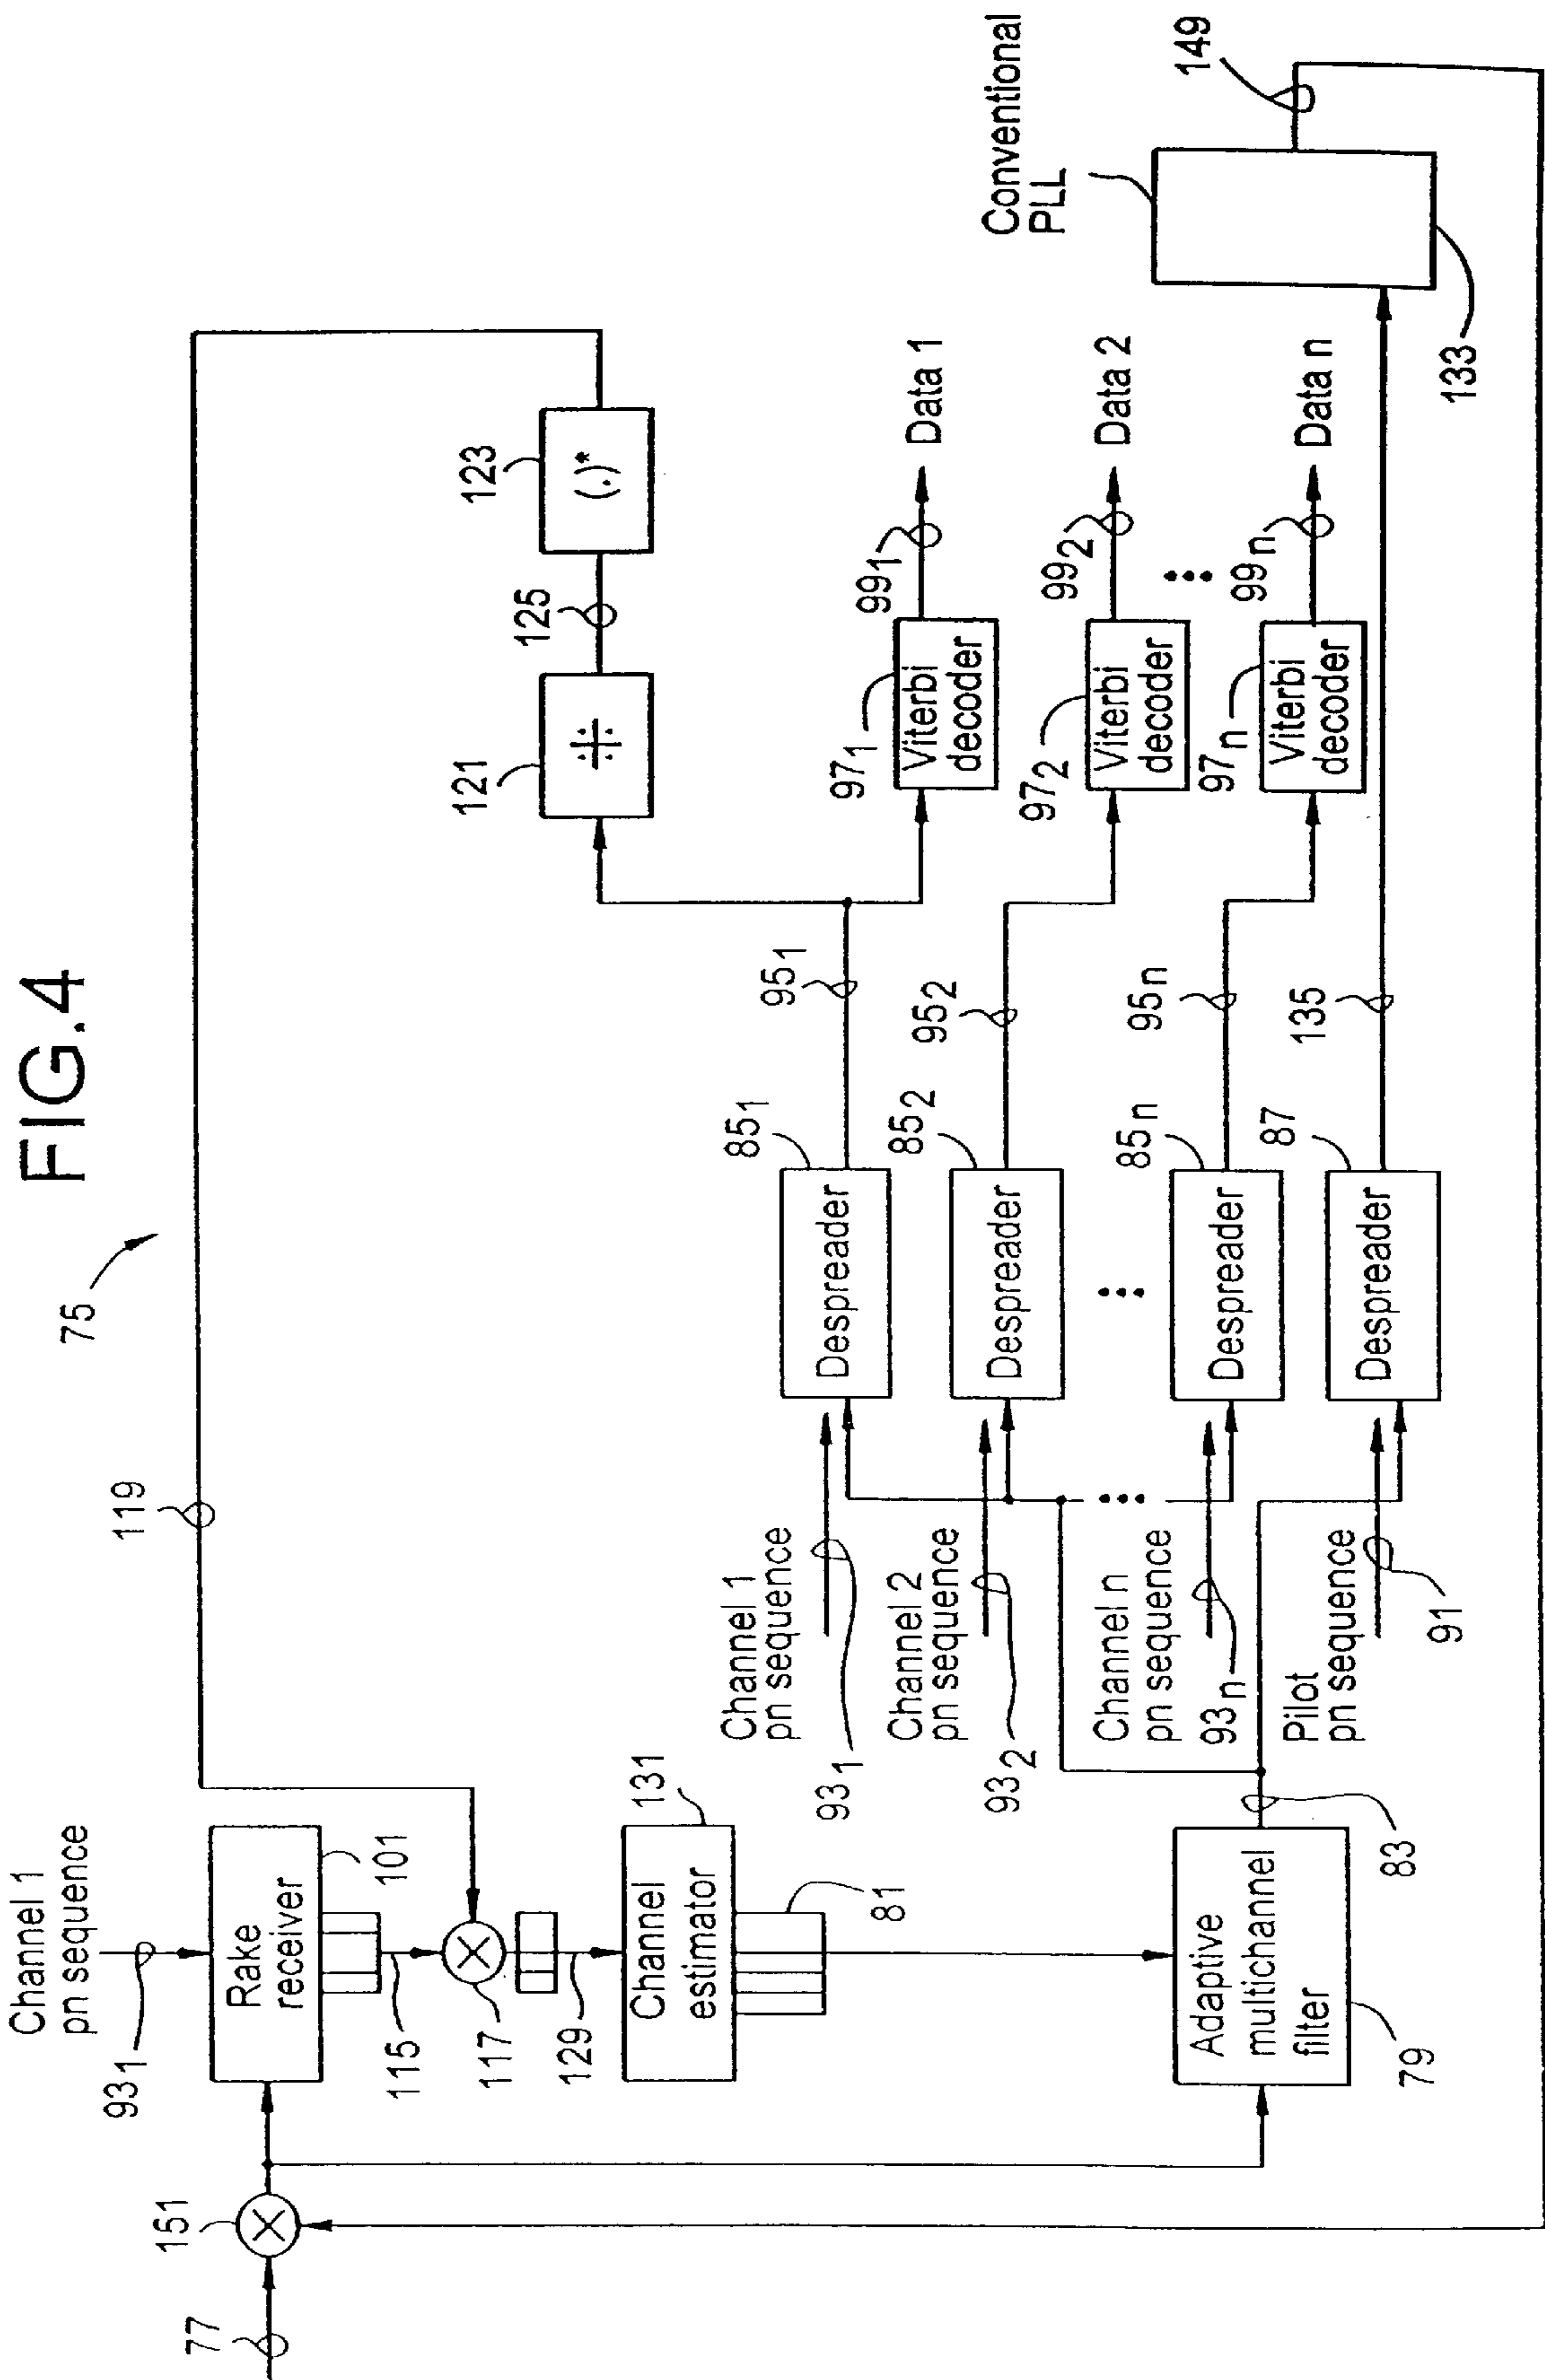 FIG.4
75
119
Channel 1
pn sequence
93₁
Rake
receiver
101
115
117
129
131
Channel
estimator
81
77
151
121
125
123
(.)*
Channel 1
pn sequence
93₁
Despreader
85₁
95₁
97₁
Viterbi
decoder
99₁
Data 1
Channel 2
pn sequence
93₂
Despreader
85₂
95₂
97₂
Viterbi
decoder
99₂
Data 2
Channel n
pn sequence
93n
Despreader
85n
95n
97n
Viterbi
decoder
99n
Data n
Pilot
pn sequence
91
Despreader
87
135
Adaptive
multichannel
filter
79
83
Conventional
PLL
133
149